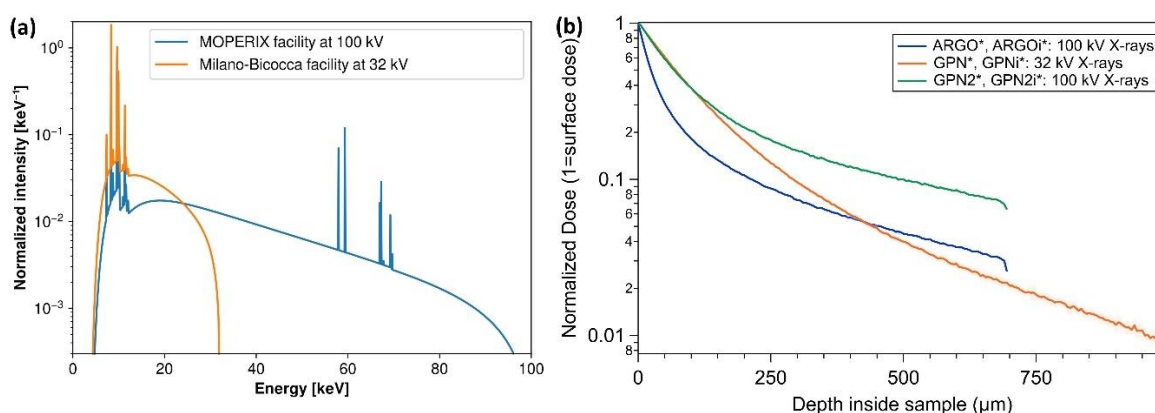 (a)
MOPERIX facility at 100 kV
Milano-Bicocca facility at 32 kV
Normalized intensity [keV⁻¹]
10⁰
10⁻¹
10⁻²
10⁻³
0 20 40 60 80 100
Energy [keV]
(b)
ARGO*, ARGOi*: 100 kV X-rays
GPN*, GPNi*: 32 kV X-rays
GPN2*, GPN2i*: 100 kV X-rays
Normalized Dose (1=surface dose)
1
8
6
4
2
0.1
8
6
4
2
0.01
8
0 250 500 750
Depth inside sample (µm)